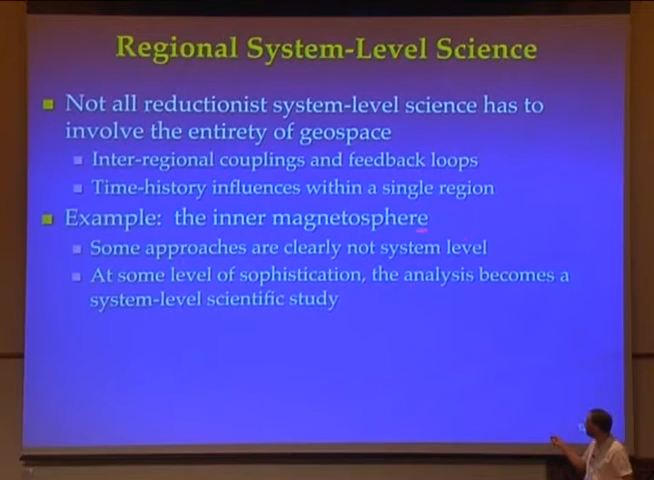 Regional System-Level Science
Not all reductionist system-level science has to
involve the entirety of geospace
Inter-regional couplings and feedback loops
Time-history influences within a single region
Example: the inner magnetosphere
Some approaches are clearly not system level
At some level of sophistication, the analysis becomes a
system-level scientific study